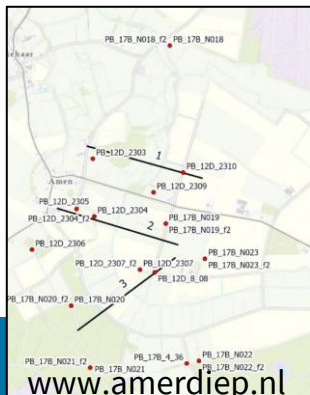 PB_17B_N018_f2 PB_17B_N018
PB_12D_2303
1
PB_12D_2310
Amen
PB_12D_2309
PB_12D_2305
PB_12D_2304_f2 PB_12D_2304
PB_17B_N019
PB_17B_N019_f2
2
PB_12D_2306
PB_17B_N023
PB_17B_N023_f2
PB_12D_2307_f2 PB_12D_2307
PB_12D_8_08
3
PB_17B_N020_f2 PB_17B_N020
PB_17B_N021_f2 PB_17B_N021
PB_17B_4_36
PB_17B_N022
PB_17B_N022_f2
www.amerdiep.nl